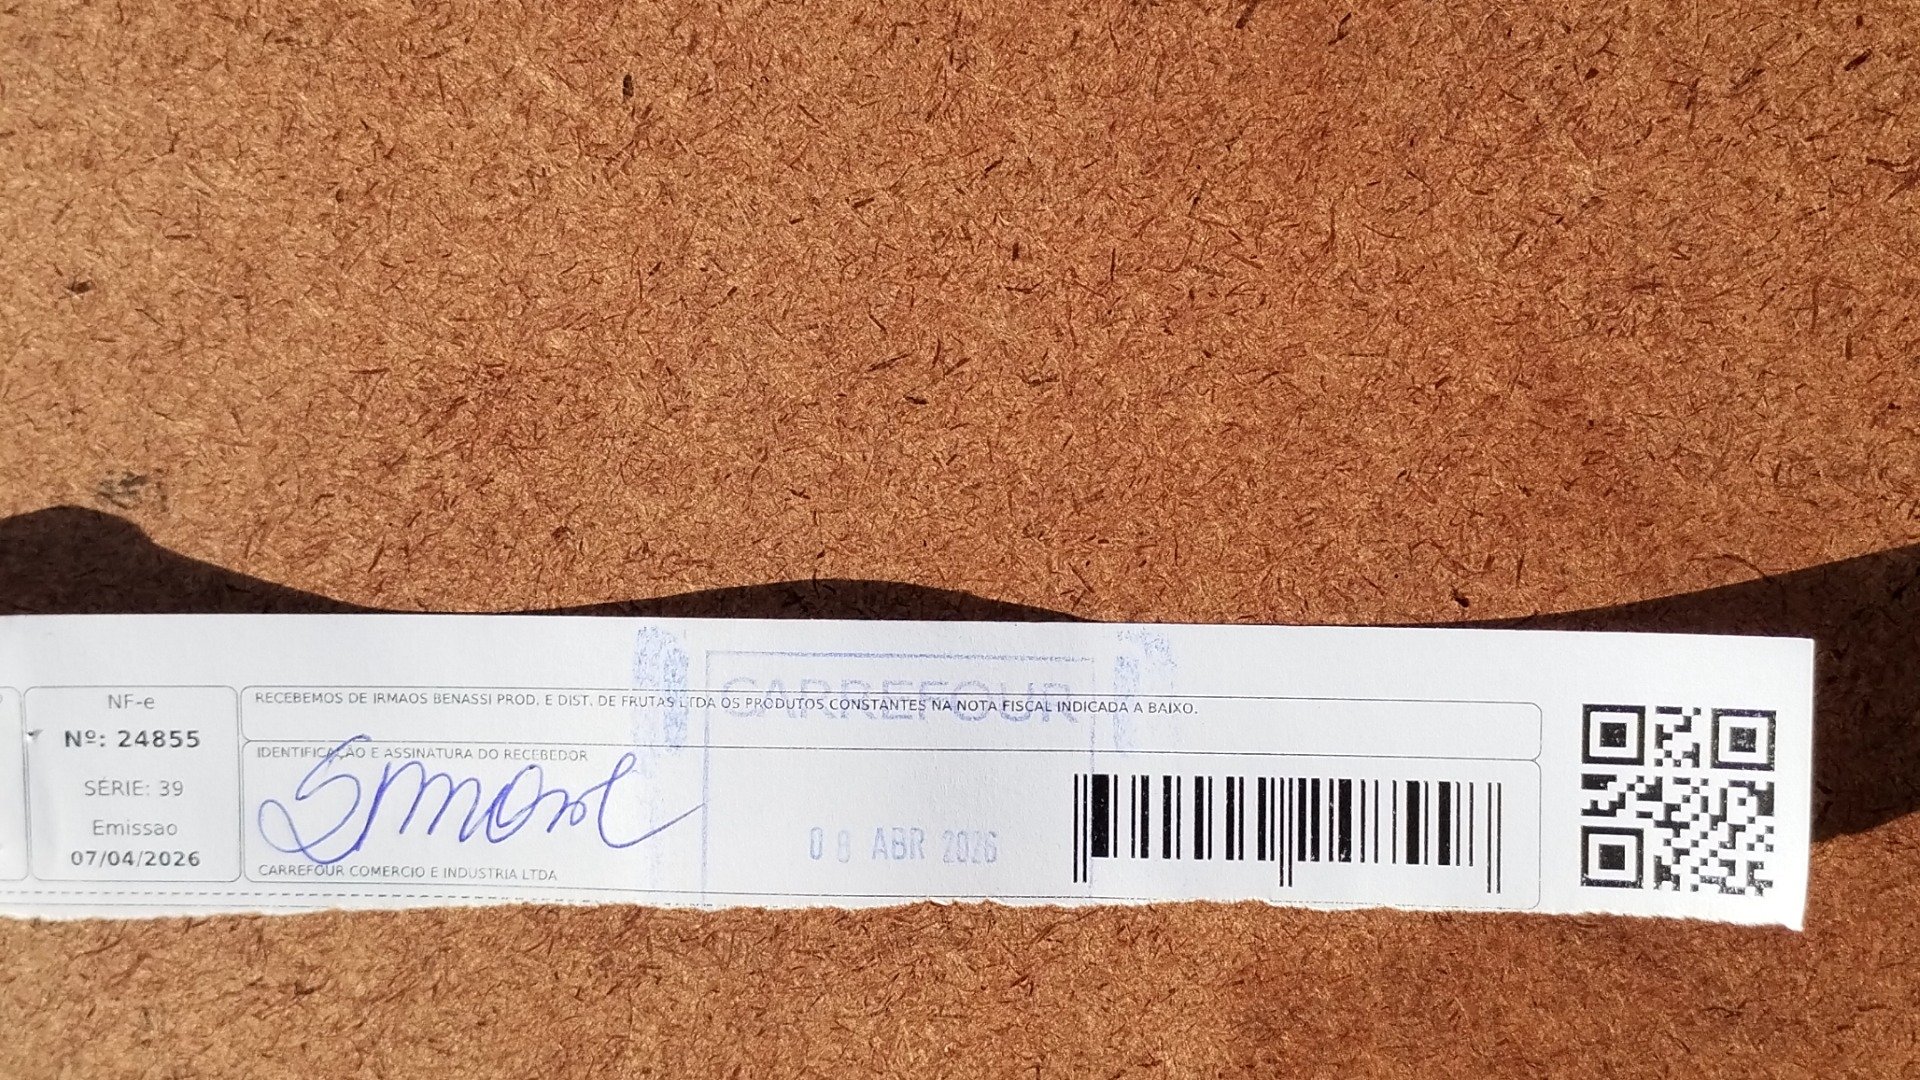 NF-e
Nº: 24855
SÉRIE: 39
Emissao
07/04/2026
RECEBEMOS DE IRMAOS BENASSI PROD. E DIST. DE FRUTAS LTDA OS PRODUTOS CONSTANTES NA NOTA FISCAL INDICADA A BAIXO.
IDENTIFICAÇÃO E ASSINATURA DO RECEBEDOR
CARREFOUR COMERCIO E INDUSTRIA LTDA
CARREFOUR
08 ABR 2026